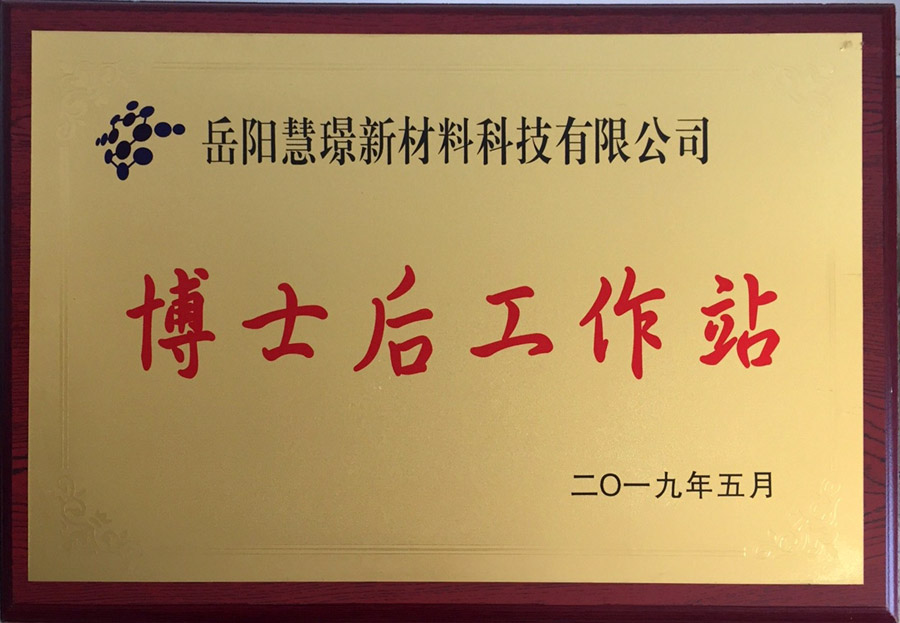 岳阳慧璟新材料科技有限公司
博士后工作站
二〇一九年五月